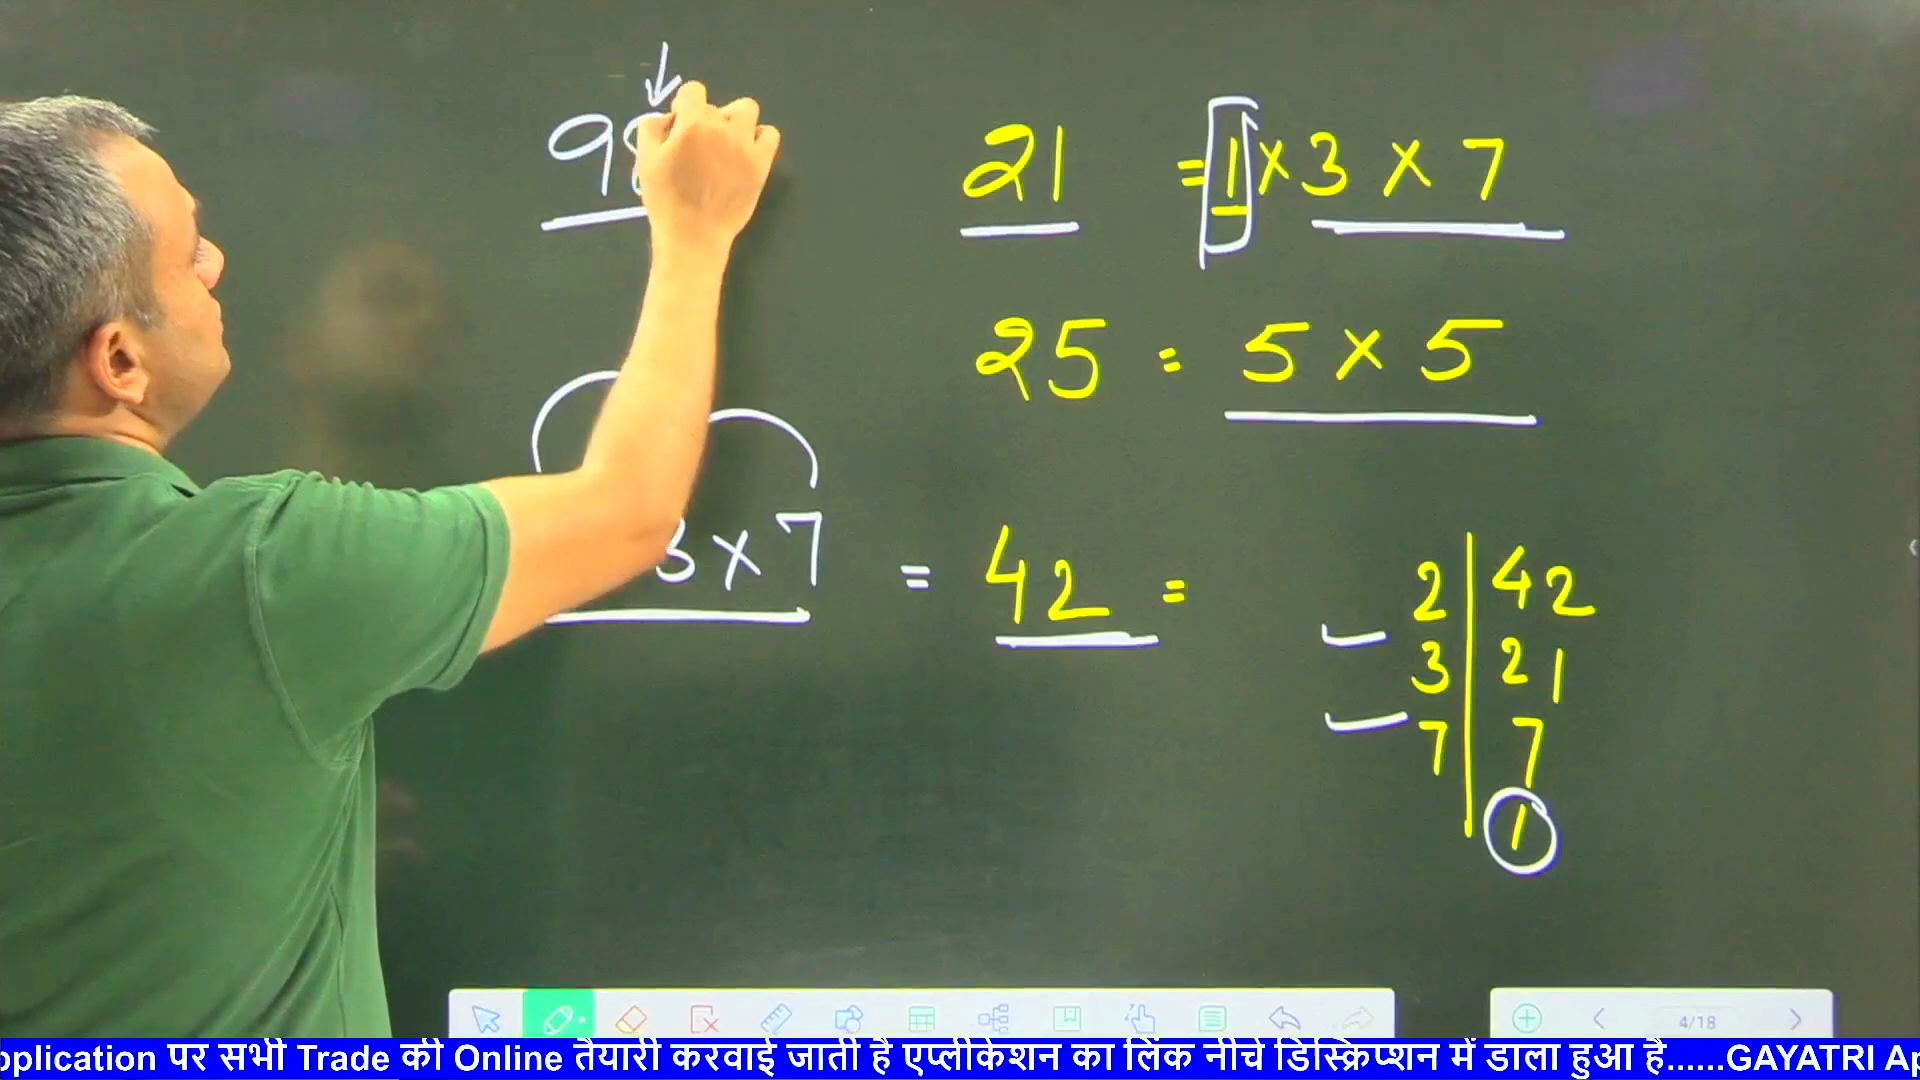 9
21 = 1 × 3 × 7
25 = 5 × 5
3 × 7 = 42 =
2 | 42
3 | 21
7 | 7
1
4/18
pplication पर सभी Trade की Online तैयारी करवाई जाती है एप्लीकेशन का लिंक नीचे डिस्क्रिप्शन में डाला हुआ है......GAYATRI Ap